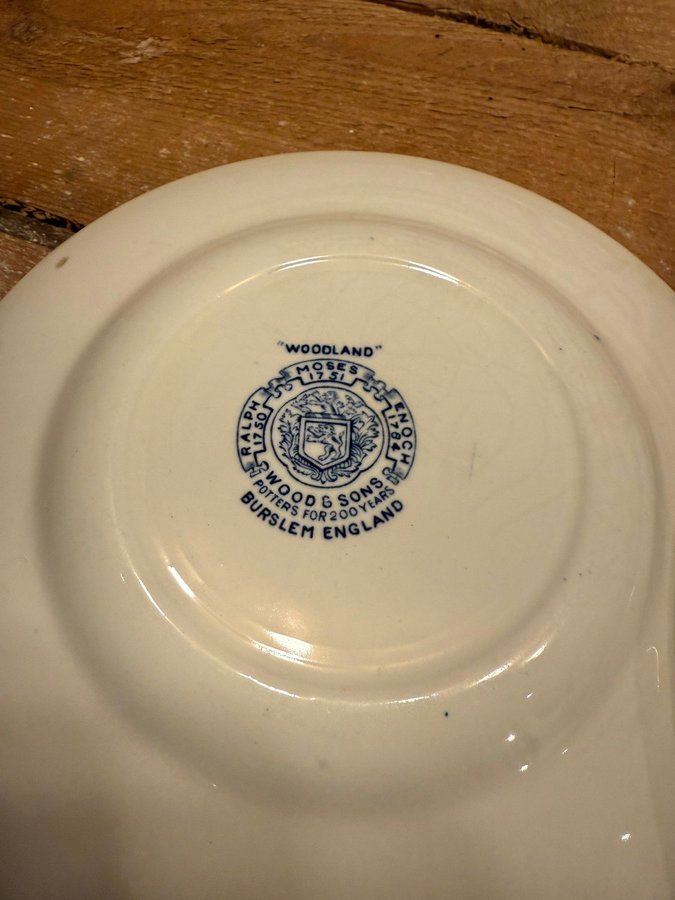 "WOODLAND"
MOSES
1751
RALPH
1750
ENOCH
1784
WOOD & SONS
POTTERS FOR 200 YEARS
BURSLEM ENGLAND